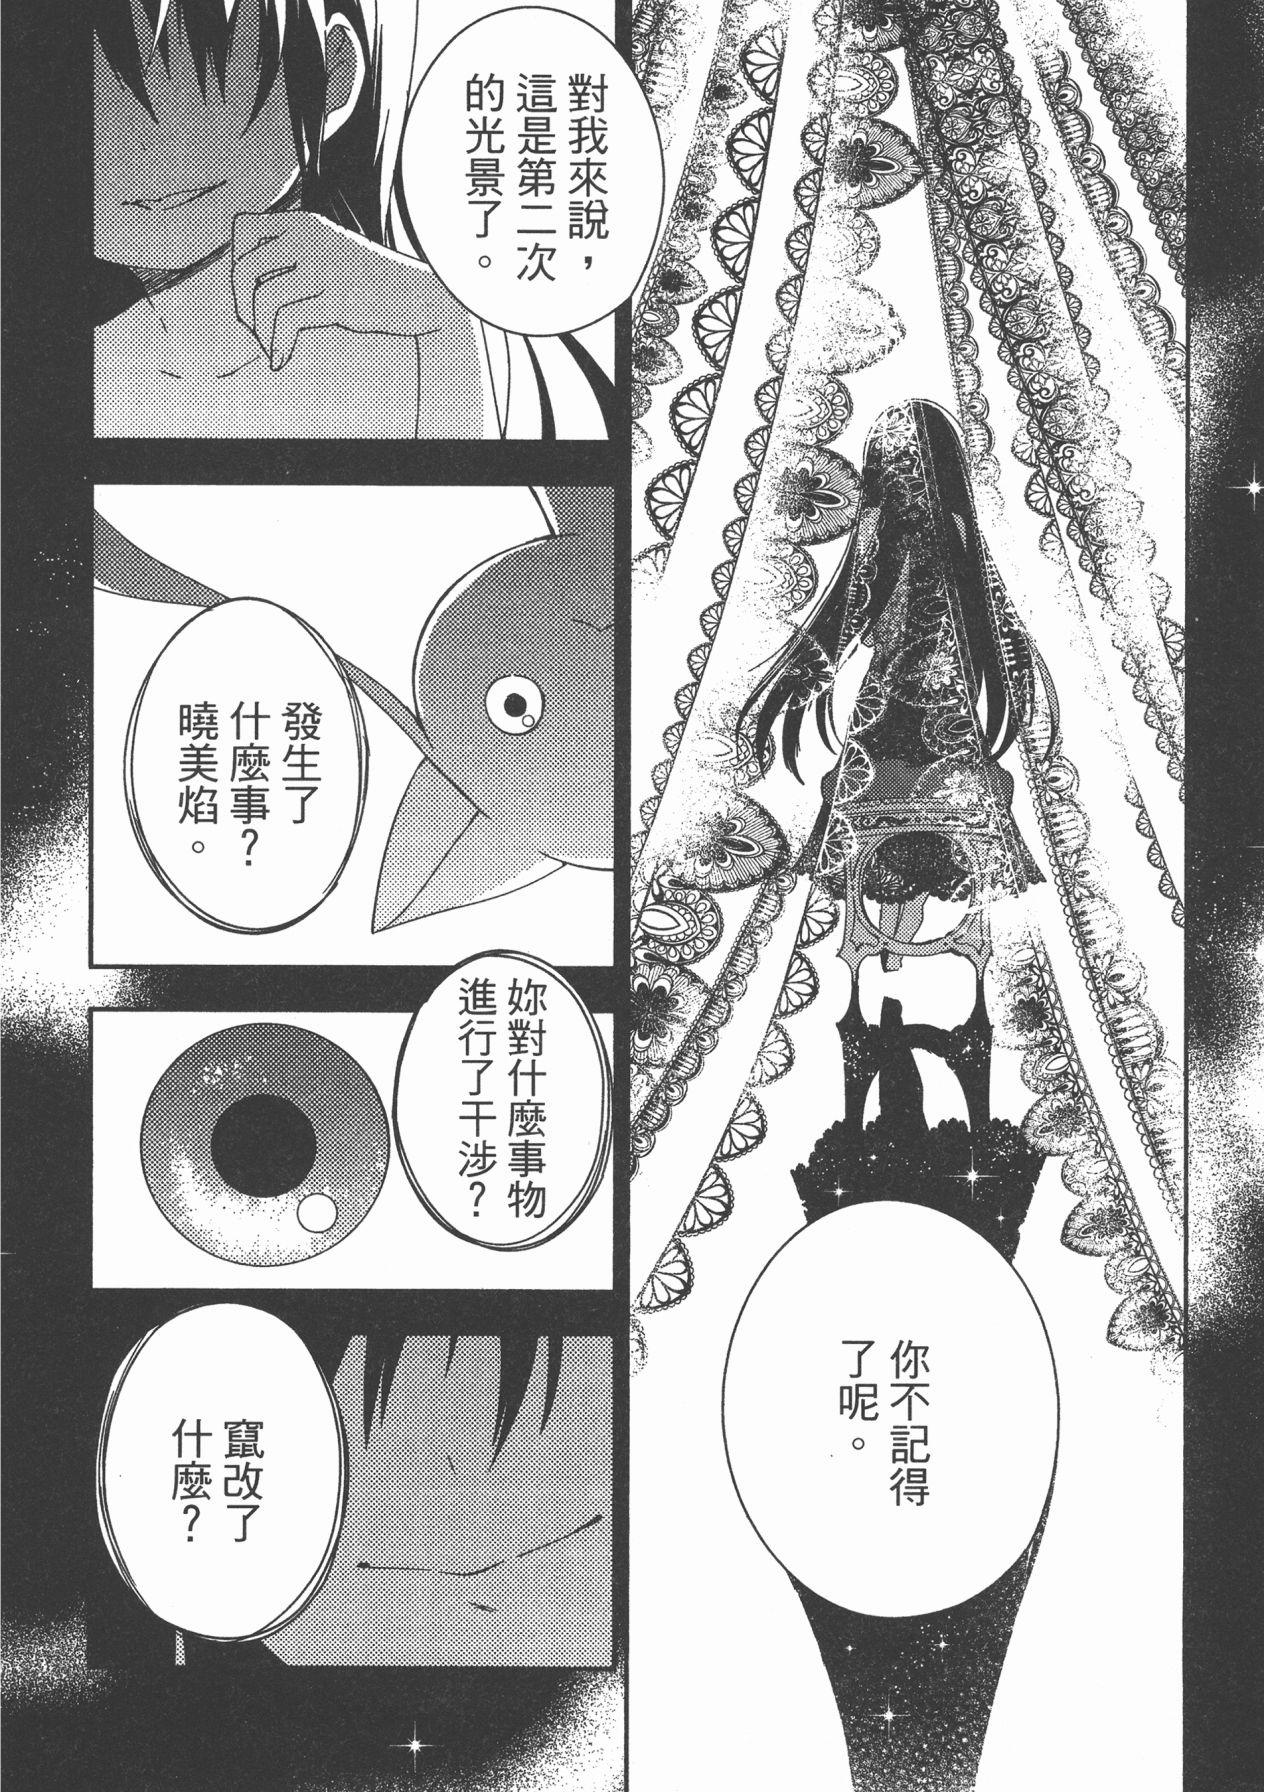 你不記得
了呢。
對我來說，
這是第二次
的光景了。
發生了
什麼事？
曉美焰。
妳對什麼事物
進行了干涉？
竄改了
什麼？